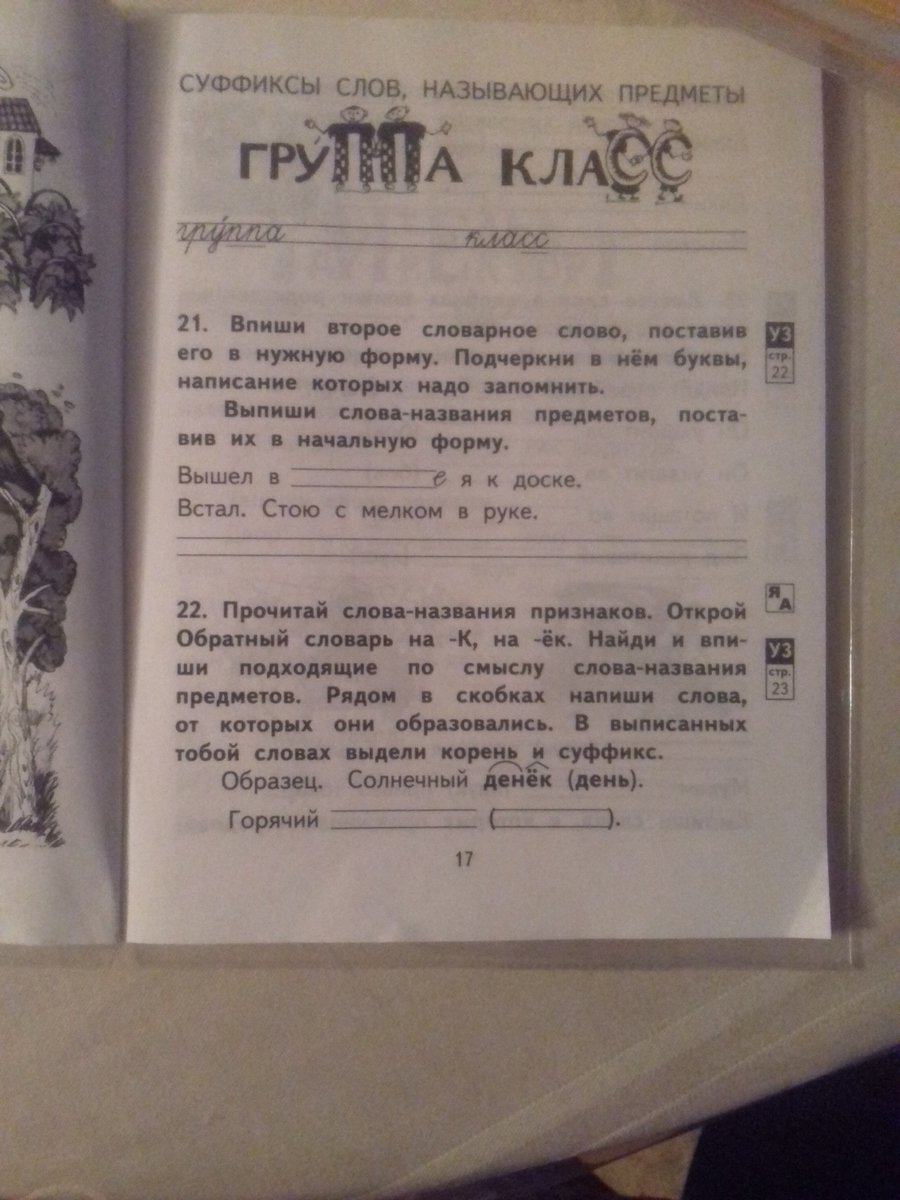 СУФФИКСЫ СЛОВ, НАЗЫВАЮЩИХ ПРЕДМЕТЫ
ГРУППА КЛАСС
гру́ппа класс
21. Впиши второе словарное слово, поставив
его в нужную форму. Подчеркни в нём буквы,
написание которых надо запомнить.
УЗ
стр.
22
Выпиши слова-названия предметов, поста-
вив их в начальную форму.
Вышел в е я к доске.
Встал. Стою с мелком в руке.
22. Прочитай слова-названия признаков. Открой
Обратный словарь на -К, на -ёк. Найди и впи-
ши подходящие по смыслу слова-названия
предметов. Рядом в скобках напиши слова,
от которых они образовались. В выписанных
тобой словах выдели корень и суффикс.
ЯА
УЗ
стр.
23
Образец. Солнечный денёк (день).
Горячий ( ).
17